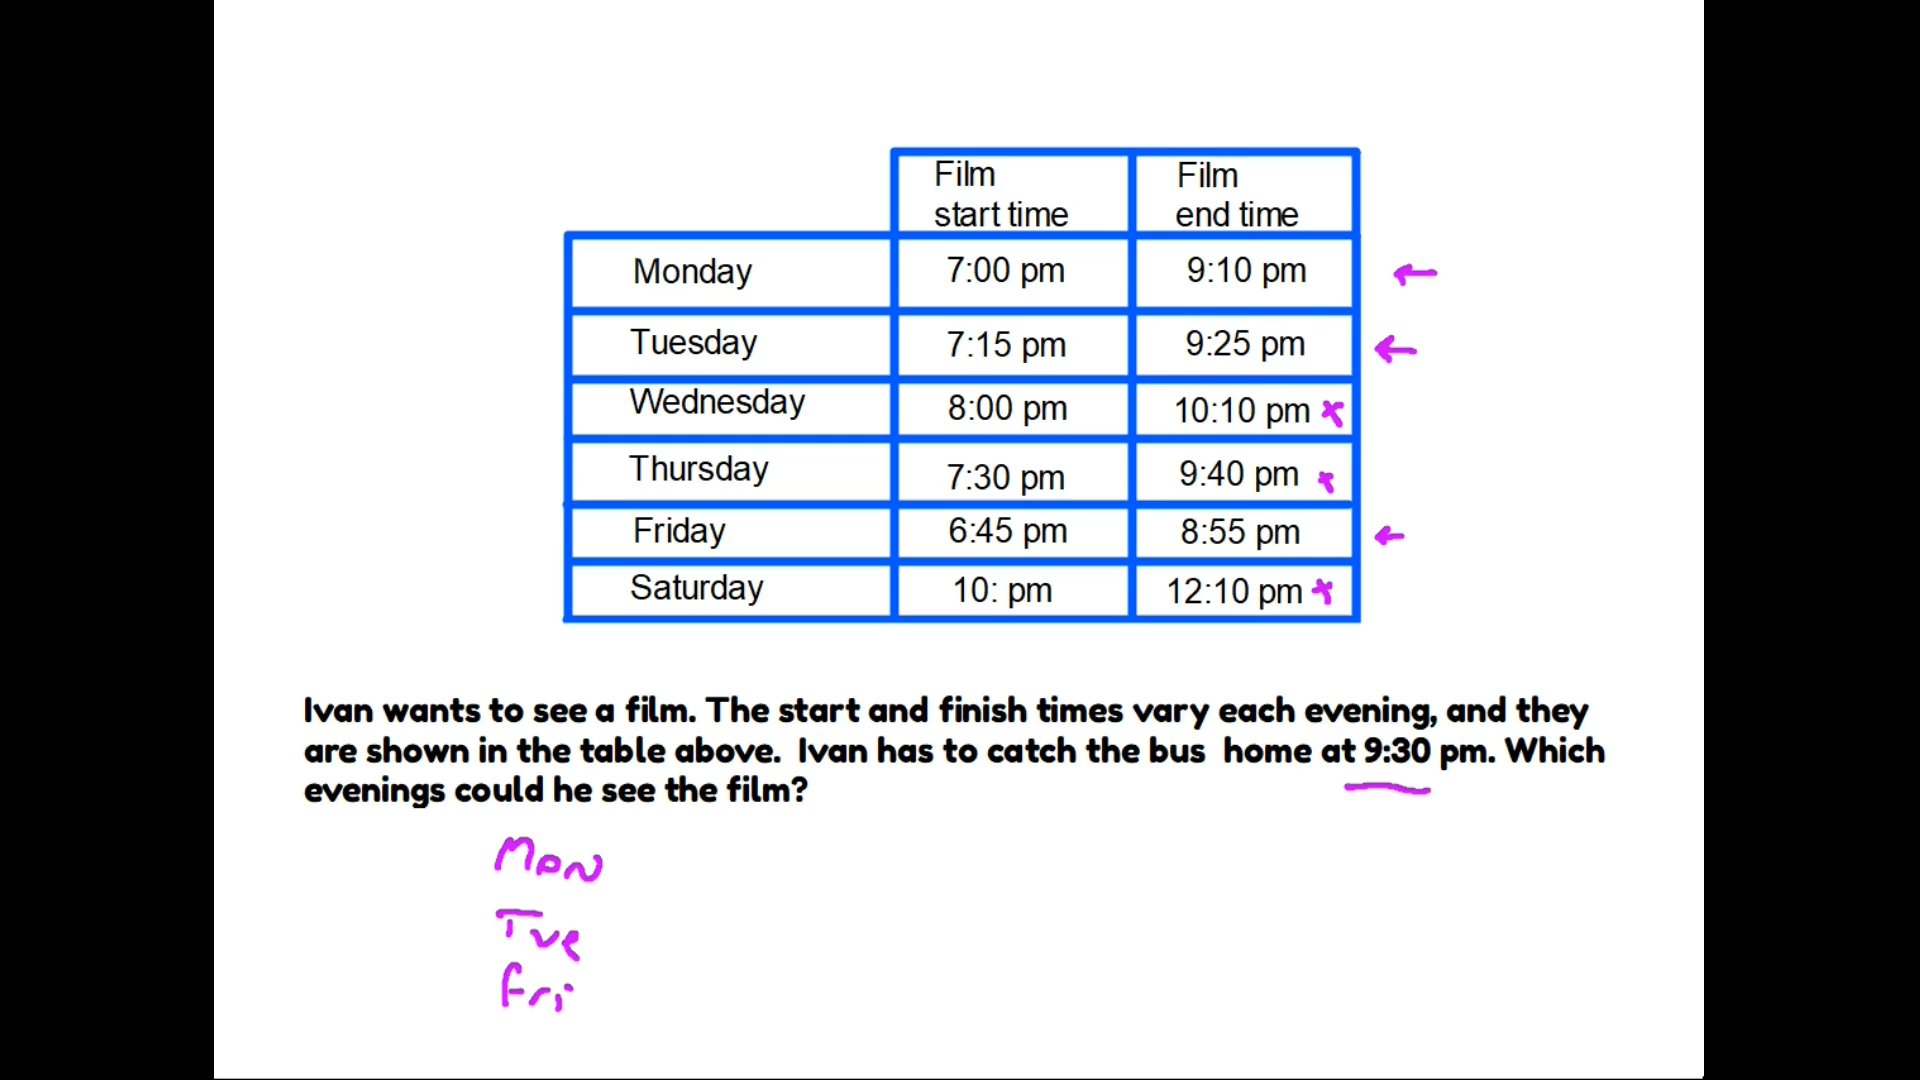 Film Film
start time end time
Monday 7:00 pm 9:10 pm
Tuesday 7:15 pm 9:25 pm
Wednesday 8:00 pm 10:10 pm
Thursday 7:30 pm 9:40 pm
Friday 6:45 pm 8:55 pm
Saturday 10: pm 12:10 pm
Ivan wants to see a film. The start and finish times vary each evening, and they
are shown in the table above. Ivan has to catch the bus home at 9:30 pm. Which
evenings could he see the film?
Mon
Tue
Fri